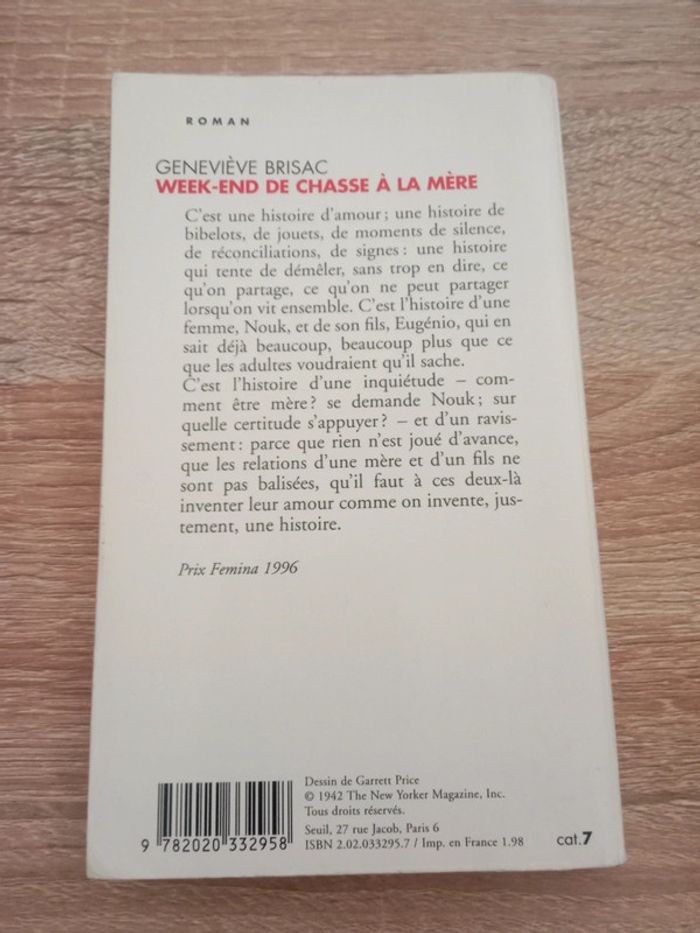 ROMAN
GENEVIÈVE BRISAC
WEEK-END DE CHASSE À LA MÈRE
C'est une histoire d'amour ; une histoire de
bibelots, de jouets, de moments de silence,
de réconciliations, de signes : une histoire
qui tente de démêler, sans trop en dire, ce
qu'on partage, ce qu'on ne peut partager
lorsqu'on vit ensemble. C'est l'histoire d'une
femme, Nouk, et de son fils, Eugénio, qui en
sait déjà beaucoup, beaucoup plus que ce
que les adultes voudraient qu'il sache.
C'est l'histoire d'une inquiétude – com-
ment être mère ? se demande Nouk ; sur
quelle certitude s'appuyer ? – et d'un ravis-
sement : parce que rien n'est joué d'avance,
que les relations d'une mère et d'un fils ne
sont pas balisées, qu'il faut à ces deux-là
inventer leur amour comme on invente, jus-
tement, une histoire.
Prix Femina 1996
Dessin de Garrett Price
© 1942 The New Yorker Magazine, Inc.
Tous droits réservés.
Seuil, 27 rue Jacob, Paris 6
ISBN 2.02.033295.7 / Imp. en France 1.98
cat.7
9 782020 332958